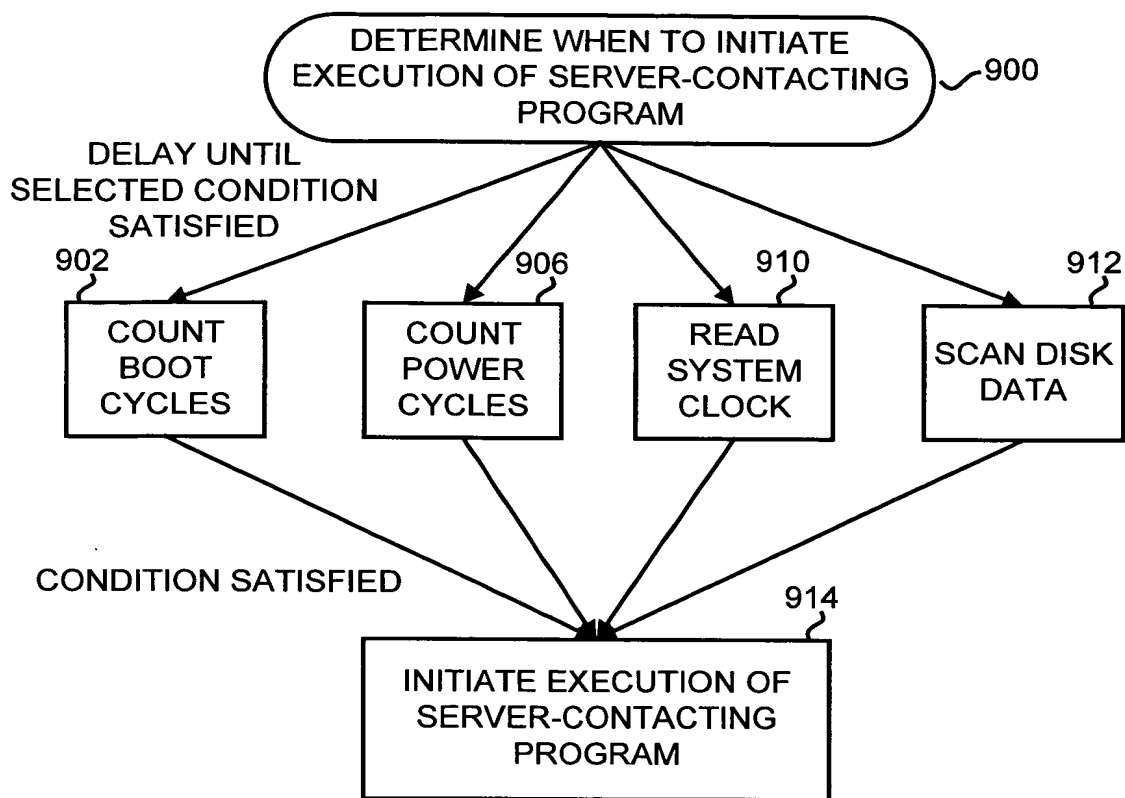 DETERMINE WHEN TO INITIATE
EXECUTION OF SERVER-CONTACTING
PROGRAM
900
DELAY UNTIL
SELECTED CONDITION
SATISFIED
902
906
910
912
COUNT
BOOT
CYCLES
COUNT
POWER
CYCLES
READ
SYSTEM
CLOCK
SCAN DISK
DATA
CONDITION SATISFIED
914
INITIATE EXECUTION OF
SERVER-CONTACTING
PROGRAM